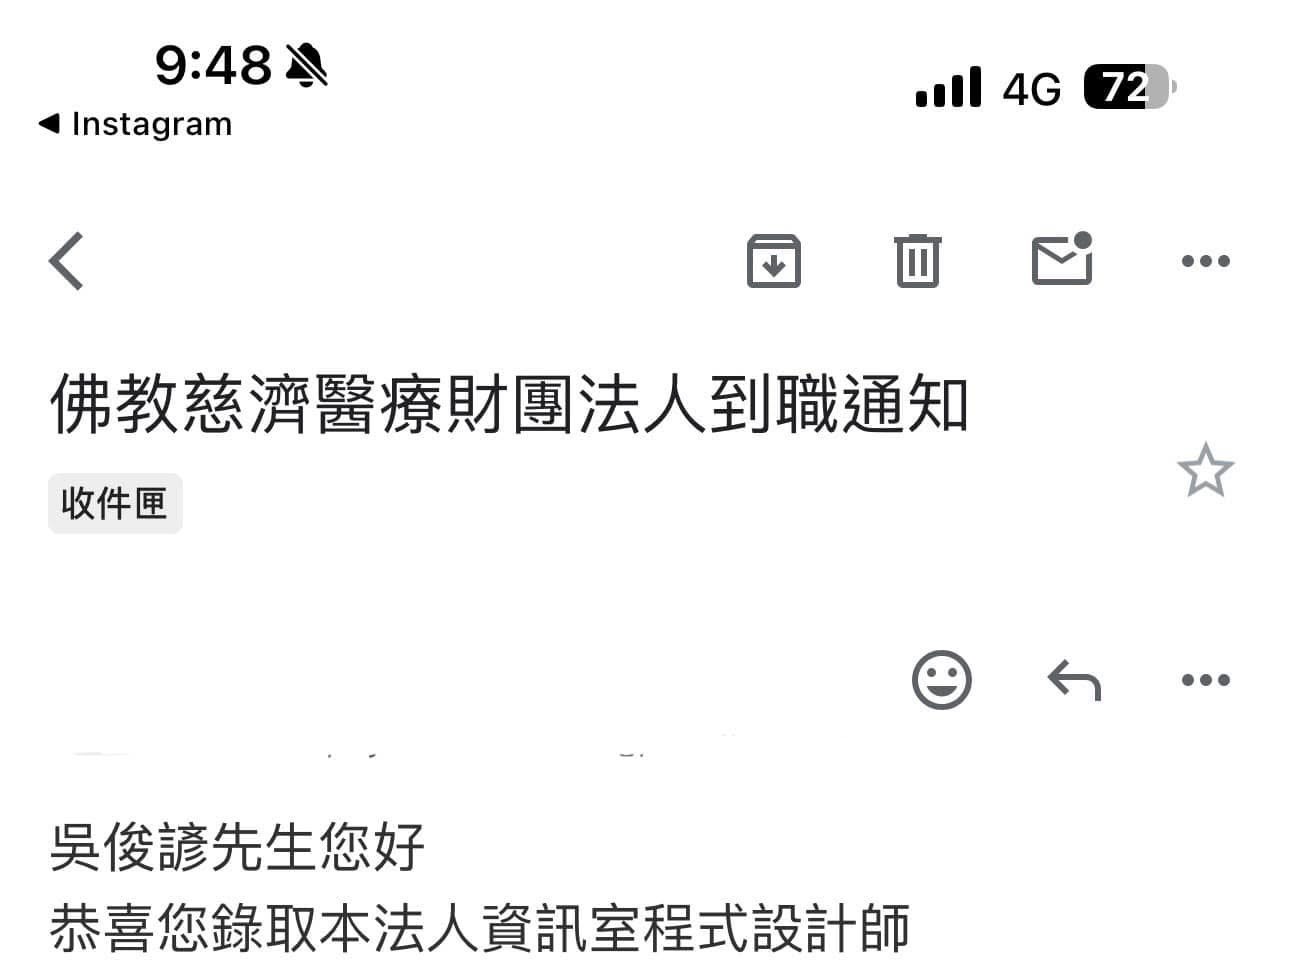 9:48
4G 72
◀ Instagram
佛教慈濟醫療財團法人到職通知
收件匣
吳俊諺先生您好
恭喜您錄取本法人資訊室程式設計師